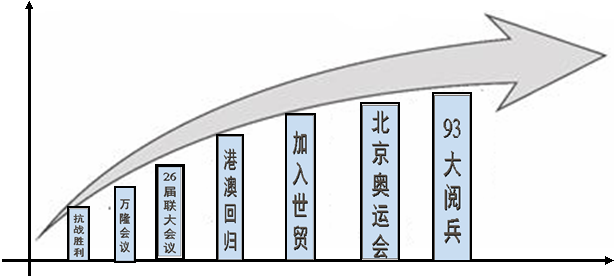 抗战胜利
万隆会议
26届联大会议
港澳回归
加入世贸
北京奥运会
93大阅兵